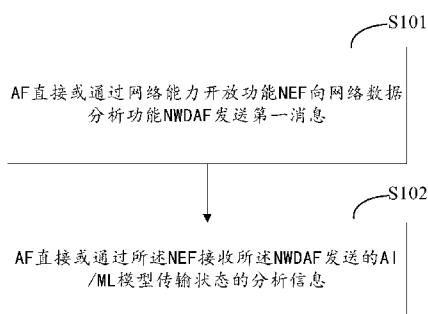 S101
AF直接或通过网络能力开放功能NEF向网络数据
分析功能NWDAF发送第一消息
S102
AF直接或通过所述NEF接收所述NWDAF发送的AI
/ML模型传输状态的分析信息